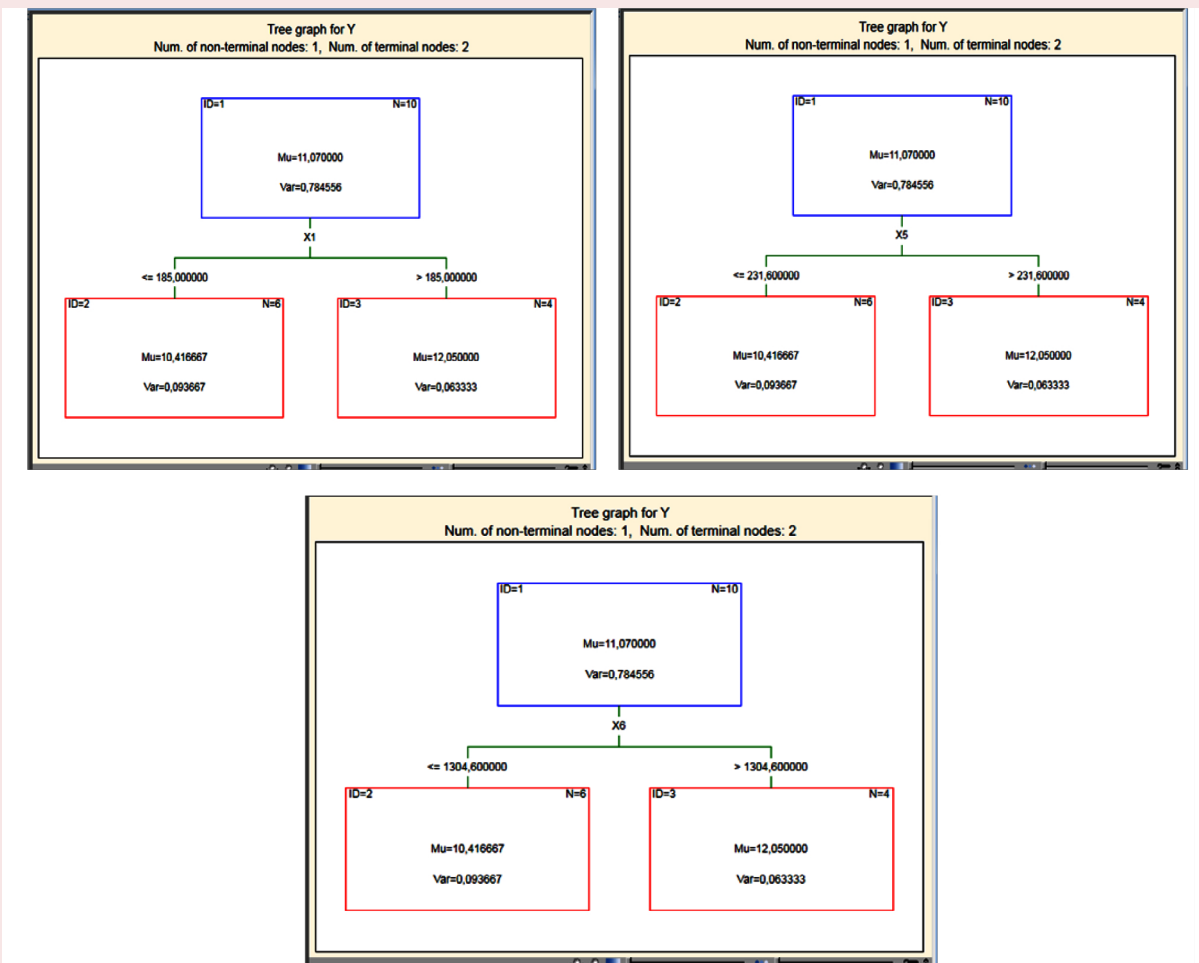 Tree graph for Y
Num. of non-terminal nodes: 1, Num. of terminal nodes: 2
ID=1 N=10
Mu=11,070000
Var=0,784556
X1
<= 185,000000 > 185,000000
ID=2 N=6 ID=3 N=4
Mu=10,416667 Mu=12,050000
Var=0,093667 Var=0,063333
Tree graph for Y
Num. of non-terminal nodes: 1, Num. of terminal nodes: 2
ID=1 N=10
Mu=11,070000
Var=0,784556
X5
<= 231,600000 > 231,600000
ID=2 N=6 ID=3 N=4
Mu=10,416667 Mu=12,050000
Var=0,093667 Var=0,063333
Tree graph for Y
Num. of non-terminal nodes: 1, Num. of terminal nodes: 2
ID=1 N=10
Mu=11,070000
Var=0,784556
X6
<= 1304,600000 > 1304,600000
ID=2 N=6 ID=3 N=4
Mu=10,416667 Mu=12,050000
Var=0,093667 Var=0,063333